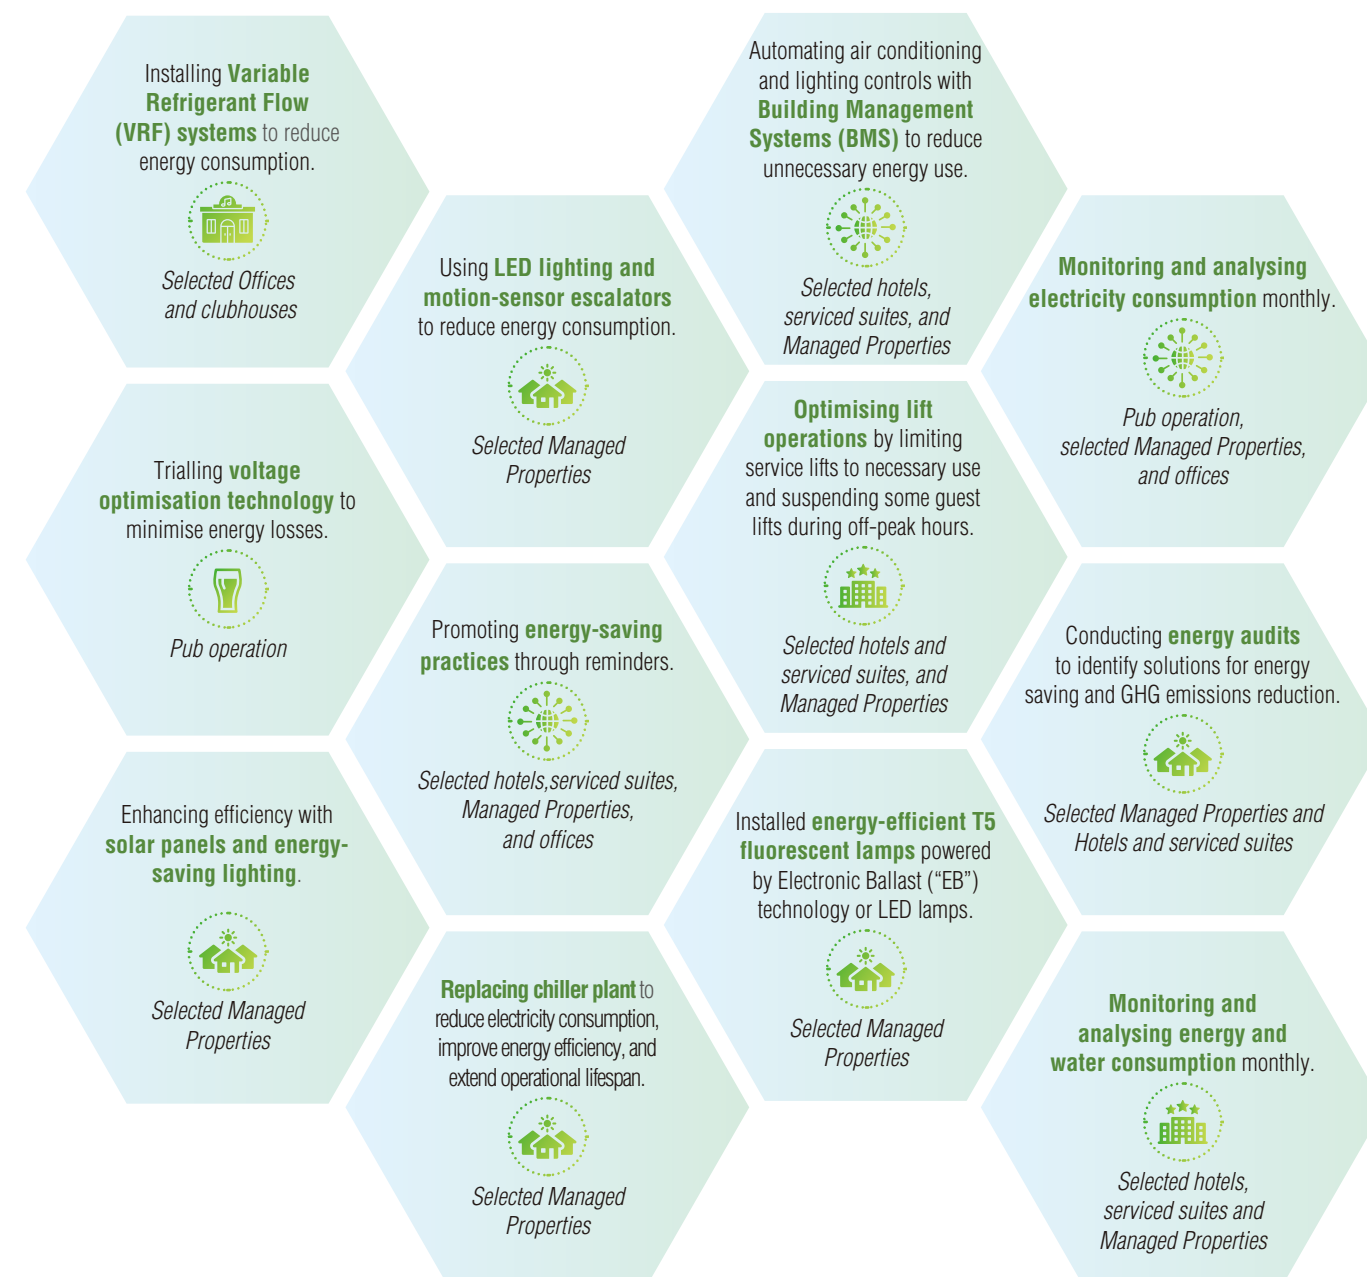 Installing Variable
Refrigerant Flow
(VRF) systems to reduce
energy consumption.
Selected Offices
and clubhouses
Trialling voltage
optimisation technology to
minimise energy losses.
Pub operation
Enhancing efficiency with
solar panels and energy-
saving lighting.
Selected Managed
Properties
Using LED lighting and
motion-sensor escalators
to reduce energy consumption.
Selected Managed
Properties
Promoting energy-saving
practices through reminders.
Selected hotels,serviced suites,
Managed Properties,
and offices
Replacing chiller plant to
reduce electricity consumption,
improve energy efficiency, and
extend operational lifespan.
Selected Managed
Properties
Automating air conditioning
and lighting controls with
Building Management
Systems (BMS) to reduce
unnecessary energy use.
Selected hotels,
serviced suites, and
Managed Properties
Optimising lift
operations by limiting
service lifts to necessary use
and suspending some guest
lifts during off-peak hours.
Selected hotels and
serviced suites, and
Managed Properties
Installed energy-efficient T5
fluorescent lamps powered
by Electronic Ballast (“EB”)
technology or LED lamps.
Selected Managed
Properties
Monitoring and analysing
electricity consumption monthly.
Pub operation,
selected Managed Properties,
and offices
Conducting energy audits
to identify solutions for energy
saving and GHG emissions reduction.
Selected Managed Properties and
Hotels and serviced suites
Monitoring and
analysing energy and
water consumption monthly.
Selected hotels,
serviced suites and
Managed Properties